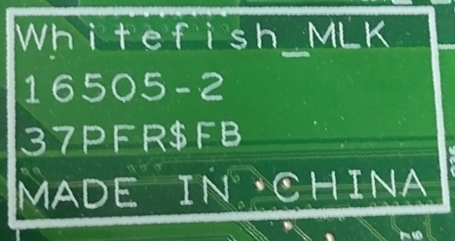 Whitefish_MLK
16505-2
37PFR$FB
MADE IN CHINA